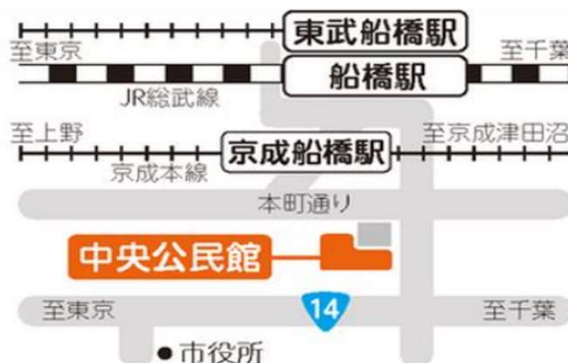 東武船橋駅
至東京
至千葉
船橋駅
JR総武線
至上野
至京成津田沼
京成船橋駅
京成本線
本町通り
中央公民館
至東京
14
至千葉
市役所